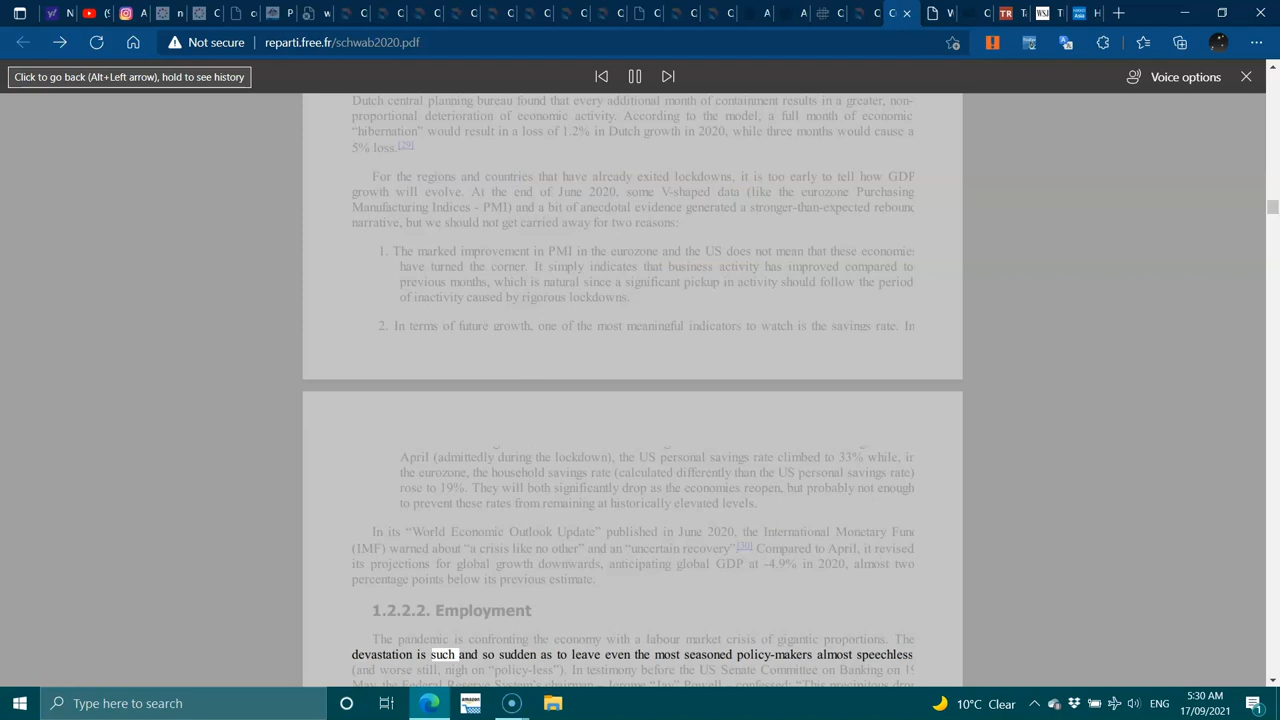 Not secure
reparti.free.fr/schwab2020.pdf
Click to go back (Alt+Left arrow), hold to see history
Voice options
Dutch central planning bureau found that every additional month of containment results in a greater, non-
proportional deterioration of economic activity. According to the model, a full month of economic
“hibernation” would result in a loss of 1.2% in Dutch growth in 2020, while three months would cause a
5% loss.[29]
For the regions and countries that have already exited lockdowns, it is too early to tell how GDP
growth will evolve. At the end of June 2020, some V-shaped data (like the eurozone Purchasing
Manufacturing Indices - PMI) and a bit of anecdotal evidence generated a stronger-than-expected rebound
narrative, but we should not get carried away for two reasons:
1. The marked improvement in PMI in the eurozone and the US does not mean that these economies
have turned the corner. It simply indicates that business activity has improved compared to
previous months, which is natural since a significant pickup in activity should follow the period
of inactivity caused by rigorous lockdowns.
2. In terms of future growth, one of the most meaningful indicators to watch is the savings rate. In
April (admittedly during the lockdown), the US personal savings rate climbed to 33% while, in
the eurozone, the household savings rate (calculated differently than the US personal savings rate)
rose to 19%. They will both significantly drop as the economies reopen, but probably not enough
to prevent these rates from remaining at historically elevated levels.
In its “World Economic Outlook Update” published in June 2020, the International Monetary Fund
(IMF) warned about “a crisis like no other” and an “uncertain recovery”.[30] Compared to April, it revised
its projections for global growth downwards, anticipating global GDP at -4.9% in 2020, almost two
percentage points below its previous estimate.
1.2.2.2. Employment
The pandemic is confronting the economy with a labour market crisis of gigantic proportions. The
devastation is such and so sudden as to leave even the most seasoned policy-makers almost speechless
(and worse still, nigh on “policy-less”). In testimony before the US Senate Committee on Banking on 19
May, the Federal Reserve System’s chairman – Jerome “Jay” Powell – confessed: “This precipitous drop
Type here to search
10°C Clear
ENG
5:30 AM
17/09/2021